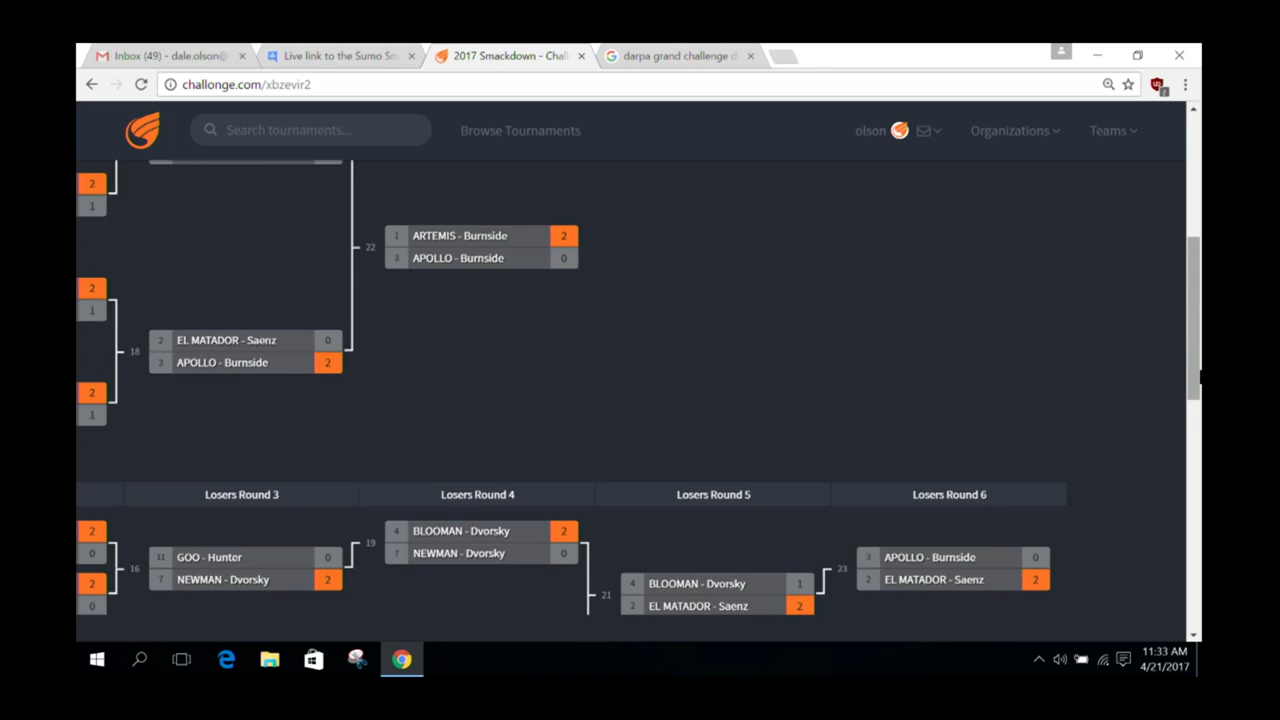 Inbox (49) - dale.olson@
Live link to the Sumo Sm
2017 Smackdown - Chall
darpa grand challenge d
challonge.com/xbzevir2
Search tournaments...
Browse Tournaments
olson
Organizations
Teams
2
1
22
1 ARTEMIS - Burnside 2
3 APOLLO - Burnside 0
2
1
18
2 EL MATADOR - Saenz 0
3 APOLLO - Burnside 2
2
1
Losers Round 3
Losers Round 4
Losers Round 5
Losers Round 6
2
0
2
0
16
11 GOO - Hunter 0
7 NEWMAN - Dvorsky 2
19
4 BLOOMAN - Dvorsky 2
7 NEWMAN - Dvorsky 0
21
4 BLOOMAN - Dvorsky 1
2 EL MATADOR - Saenz 2
23
3 APOLLO - Burnside 0
2 EL MATADOR - Saenz 2
11:33 AM
4/21/2017